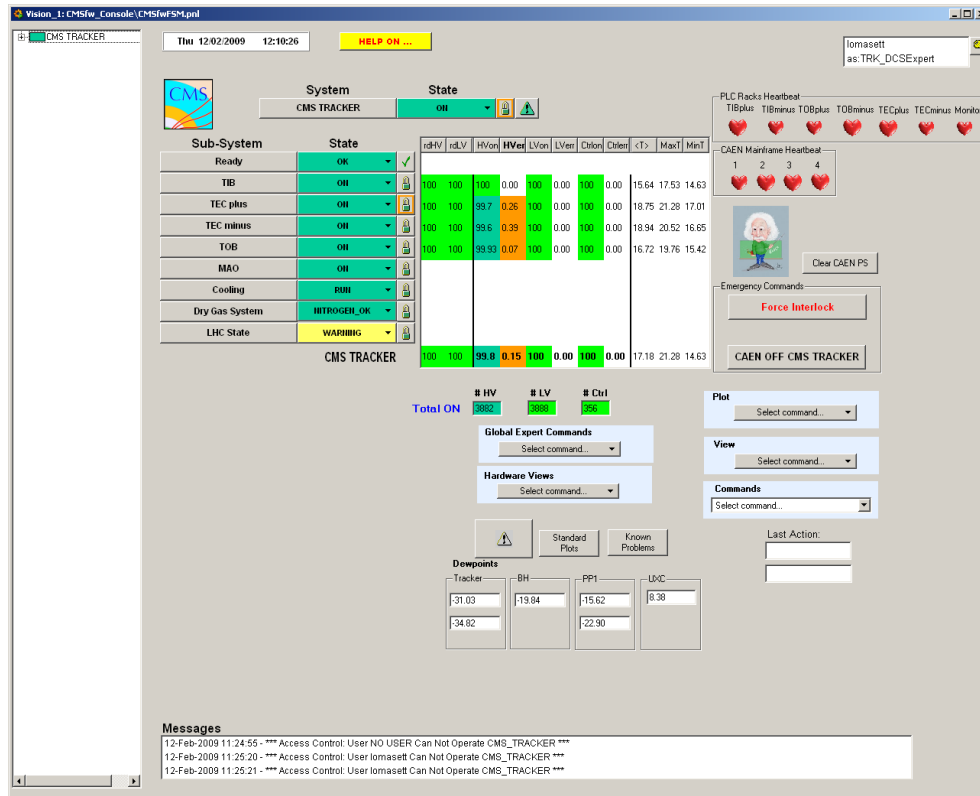 Vision_1: CMSfw_Console\CMSfwFSM.pnl
CMS TRACKER
Thu 12/02/2009 12:10:26
HELP ON ...
lomasett
as:TRK_DCSExpert
CMS
System State
CMS TRACKER ON
PLC Racks Heartbeat
TIBplus TIBminus TOBplus TOBminus TECplus TECminus Monitor
CAEN Mainframe Heartbeat
1 2 3 4
Sub-System State
rdHV rdLV HVon HVer LVon LVerr Ctrlon Ctrlerr <T> MaxT MinT
Ready OK
TIB ON 100 100 100 0.00 100 0.00 100 0.00 15.64 17.53 14.63
TEC plus ON 100 100 99.7 0.26 100 0.00 100 0.00 18.75 21.28 17.01
TEC minus ON 100 100 99.6 0.39 100 0.00 100 0.00 18.94 20.52 16.65
TOB ON 100 100 99.93 0.07 100 0.00 100 0.00 16.72 19.76 15.42
MAO ON
Cooling RUN
Dry Gas System NITROGEN_OK
LHC State WARNING
CMS TRACKER 100 100 99.8 0.15 100 0.00 100 0.00 17.18 21.28 14.63
Clear CAEN PS
Emergency Commands
Force Interlock
CAEN OFF CMS TRACKER
# HV # LV # Ctrl
Total ON 3882 3888 356
Global Expert Commands
Select command...
Hardware Views
Select command...
Plot
Select command...
View
Select command...
Commands
Select command...
Standard
Plots
Known
Problems
Last Action:
Dewpoints
Tracker BH PP1 UXC
-31.03 -19.84 -15.62 8.38
-34.82 -22.90
Messages
12-Feb-2009 11:24:55 - *** Access Control: User NO USER Can Not Operate CMS_TRACKER ***
12-Feb-2009 11:25:20 - *** Access Control: User lomasett Can Not Operate CMS_TRACKER ***
12-Feb-2009 11:25:21 - *** Access Control: User lomasett Can Not Operate CMS_TRACKER ***